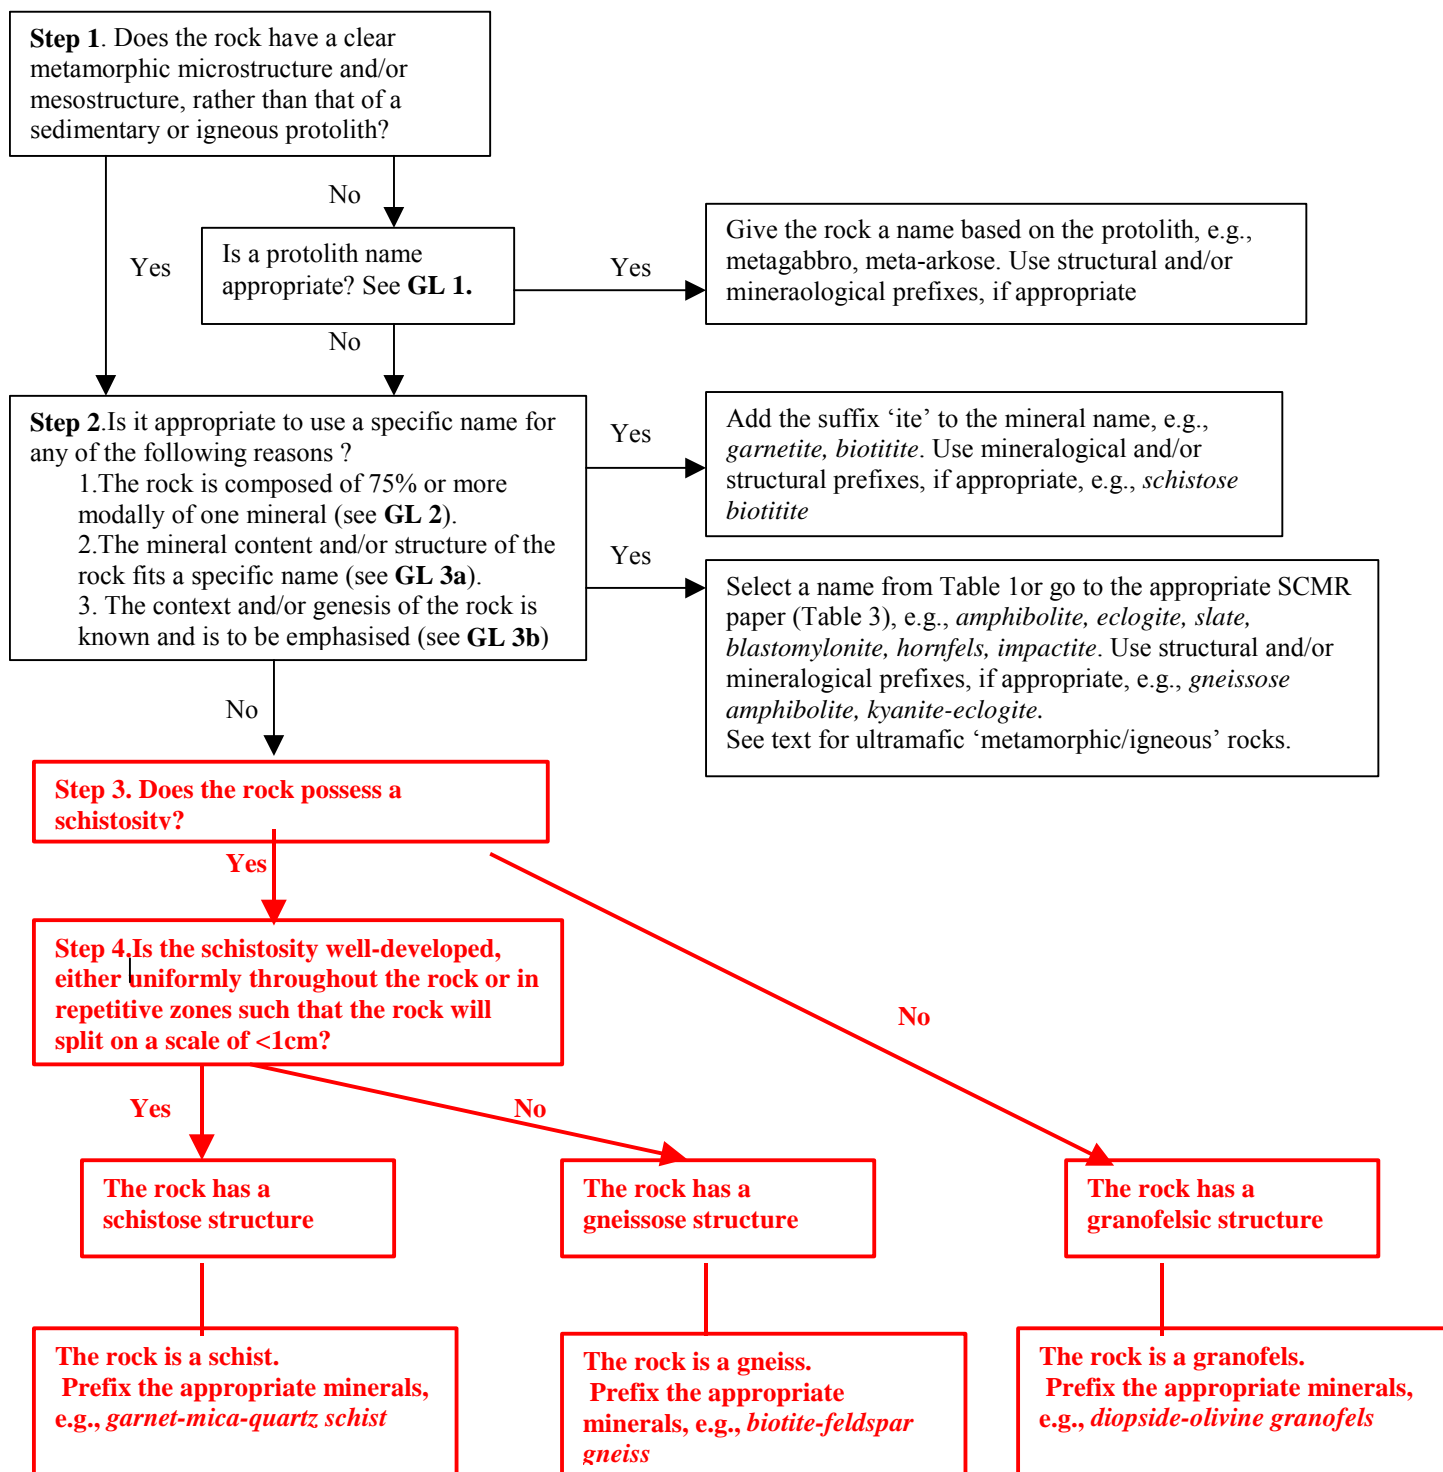 Step 1. Does the rock have a clear
metamorphic microstructure and/or
mesostructure, rather than that of a
sedimentary or igneous protolith?
No
Yes
Is a protolith name
appropriate? See GL 1.
Yes
Give the rock a name based on the protolith, e.g.,
metagabbro, meta-arkose. Use structural and/or
mineraological prefixes, if appropriate
No
Step 2.Is it appropriate to use a specific name for
any of the following reasons ?
1.The rock is composed of 75% or more
modally of one mineral (see GL 2).
2.The mineral content and/or structure of the
rock fits a specific name (see GL 3a).
3. The context and/or genesis of the rock is
known and is to be emphasised (see GL 3b)
Yes
Add the suffix ‘ite’ to the mineral name, e.g.,
garnetite, biotitite. Use mineralogical and/or
structural prefixes, if appropriate, e.g., schistose
biotitite
Yes
Select a name from Table 1or go to the appropriate SCMR
paper (Table 3), e.g., amphibolite, eclogite, slate,
blastomylonite, hornfels, impactite. Use structural and/or
mineralogical prefixes, if appropriate, e.g., gneissose
amphibolite, kyanite-eclogite.
See text for ultramafic ‘metamorphic/igneous’ rocks.
No
Step 3. Does the rock possess a
schistosity?
Yes
Step 4.Is the schistosity well-developed,
either uniformly throughout the rock or in
repetitive zones such that the rock will
split on a scale of <1cm?
No
Yes
No
The rock has a
schistose structure
The rock has a
gneissose structure
The rock has a
granofelsic structure
The rock is a schist.
Prefix the appropriate minerals,
e.g., garnet-mica-quartz schist
The rock is a gneiss.
Prefix the appropriate
minerals, e.g., biotite-feldspar
gneiss
The rock is a granofels.
Prefix the appropriate minerals,
e.g., diopside-olivine granofels